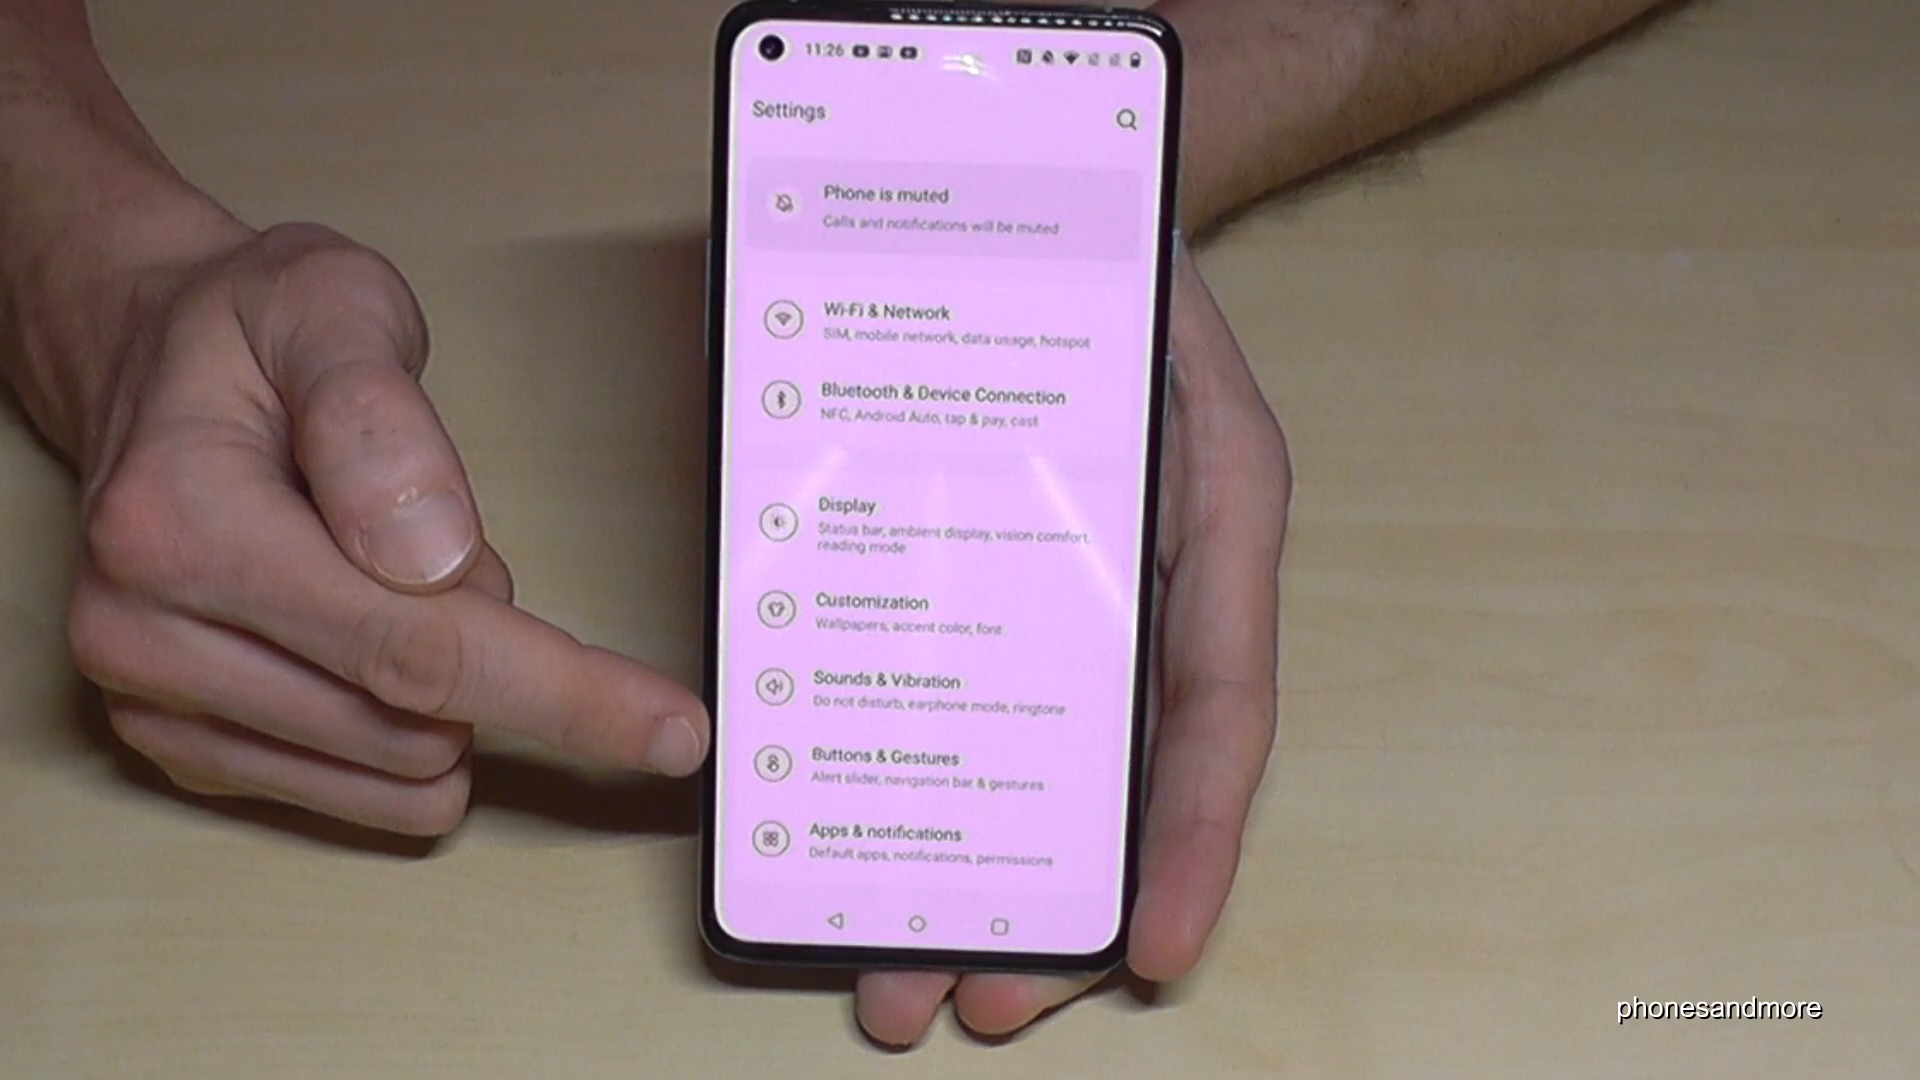 11:26
Settings
Phone is muted
Calls and notifications will be muted
Wi-Fi & Network
SIM, mobile network, data usage, hotspot
Bluetooth & Device Connection
NFC, Android Auto, tap & pay, cast
Display
Status bar, ambient display, vision comfort,
reading mode
Customization
Wallpapers, accent color, font
Sounds & Vibration
Do not disturb, earphone mode, ringtone
Buttons & Gestures
Alert slider, navigation bar & gestures
Apps & notifications
Default apps, notifications, permissions
phonesandmore